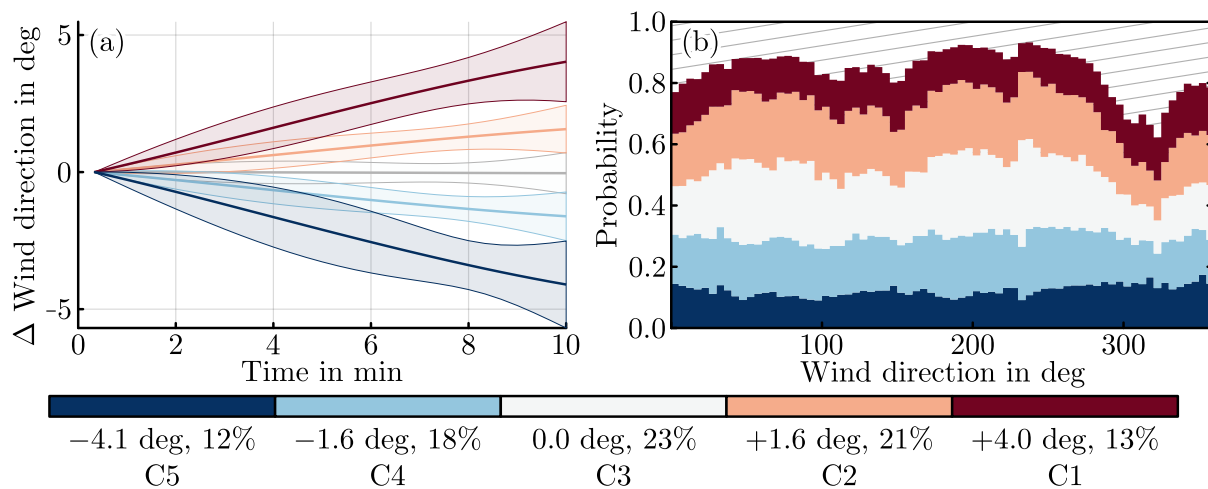 (a)
Δ Wind direction in deg
5
0
−5
0 2 4 6 8 10
Time in min
(b)
Probability
1.0
0.8
0.6
0.4
0.2
0.0
100 200 300
Wind direction in deg
−4.1 deg, 12% −1.6 deg, 18% 0.0 deg, 23% +1.6 deg, 21% +4.0 deg, 13%
C5 C4 C3 C2 C1